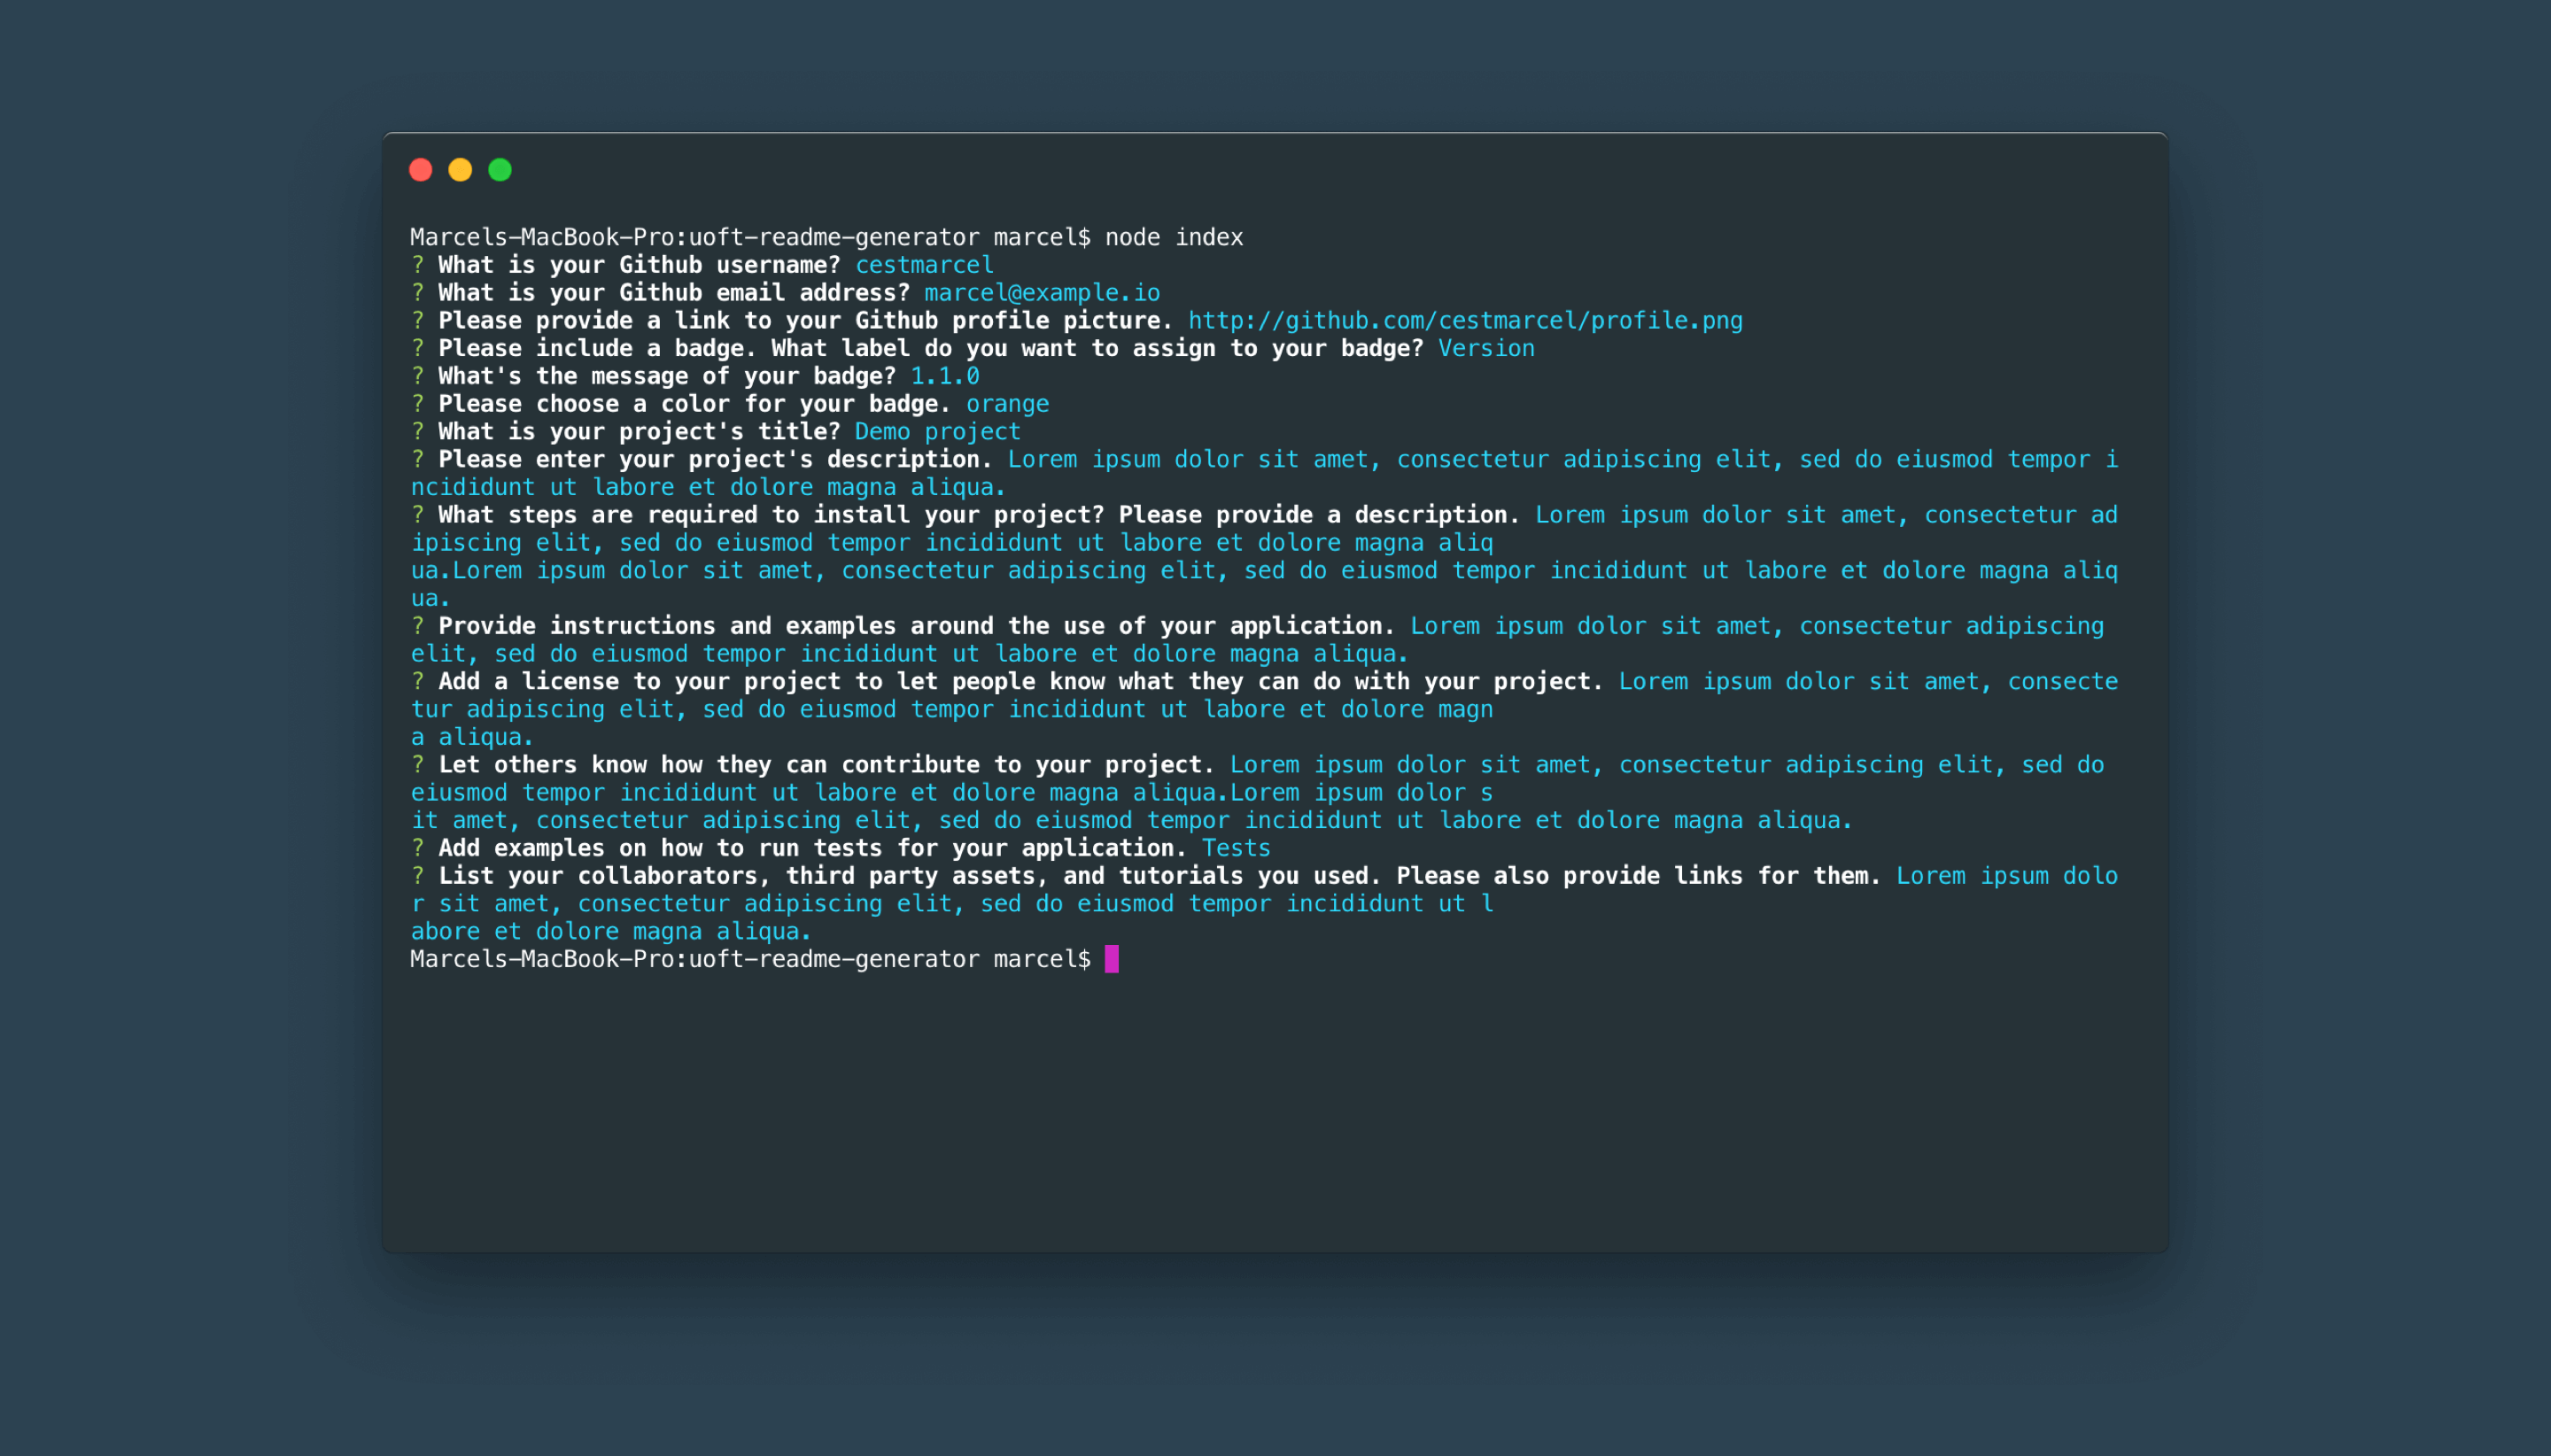 Marcels-MacBook-Pro:uoft-readme-generator marcel$ node index
? What is your Github username? cestmarcel
? What is your Github email address? marcel@example.io
? Please provide a link to your Github profile picture. http://github.com/cestmarcel/profile.png
? Please include a badge. What label do you want to assign to your badge? Version
? What's the message of your badge? 1.1.0
? Please choose a color for your badge. orange
? What is your project's title? Demo project
? Please enter your project's description. Lorem ipsum dolor sit amet, consectetur adipiscing elit, sed do eiusmod tempor i
ncididunt ut labore et dolore magna aliqua.
? What steps are required to install your project? Please provide a description. Lorem ipsum dolor sit amet, consectetur ad
ipiscing elit, sed do eiusmod tempor incididunt ut labore et dolore magna aliq
ua.Lorem ipsum dolor sit amet, consectetur adipiscing elit, sed do eiusmod tempor incididunt ut labore et dolore magna aliq
ua.
? Provide instructions and examples around the use of your application. Lorem ipsum dolor sit amet, consectetur adipiscing
elit, sed do eiusmod tempor incididunt ut labore et dolore magna aliqua.
? Add a license to your project to let people know what they can do with your project. Lorem ipsum dolor sit amet, consecte
tur adipiscing elit, sed do eiusmod tempor incididunt ut labore et dolore magn
a aliqua.
? Let others know how they can contribute to your project. Lorem ipsum dolor sit amet, consectetur adipiscing elit, sed do
eiusmod tempor incididunt ut labore et dolore magna aliqua.Lorem ipsum dolor s
it amet, consectetur adipiscing elit, sed do eiusmod tempor incididunt ut labore et dolore magna aliqua.
? Add examples on how to run tests for your application. Tests
? List your collaborators, third party assets, and tutorials you used. Please also provide links for them. Lorem ipsum dolo
r sit amet, consectetur adipiscing elit, sed do eiusmod tempor incididunt ut l
abore et dolore magna aliqua.
Marcels-MacBook-Pro:uoft-readme-generator marcel$